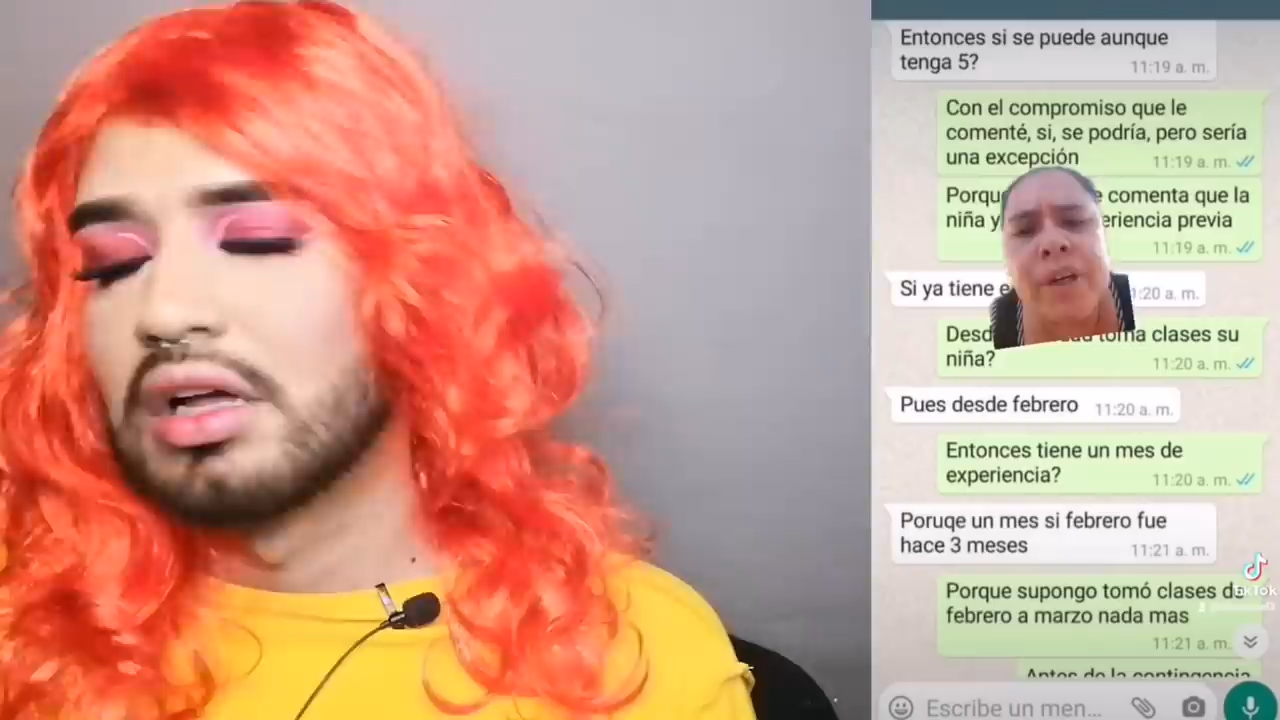 Entonces si se puede aunque
tenga 5?
11:19 a. m.
Con el compromiso que le
comenté, si, se podría, pero sería
una excepción
11:19 a. m.
comenta que la
niña y eriencia previa
11:19 a. m.
Si ya tiene
:20 a. m.
toma clases su
niña?
11:20 a. m.
Pues desde febrero
11:20 a. m.
Entonces tiene un mes de
experiencia?
11:20 a. m.
Poruqe un mes si febrero fue
hace 3 meses
11:21 a. m.
Porque supongo tomó clases de
febrero a marzo nada mas
11:21 a. m.
Antes de la contingencia
Escribe un men...